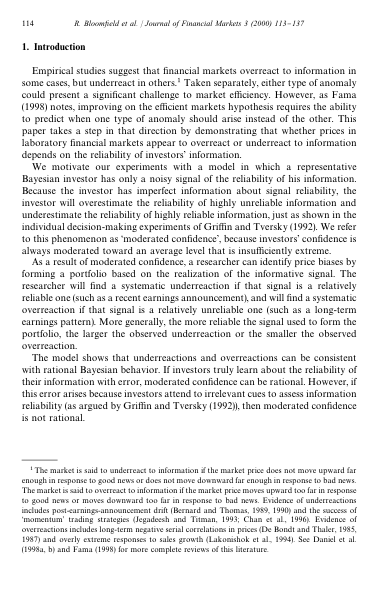 114 R. Bloomfield et al. / Journal of Financial Markets 3 (2000) 113–137
1. Introduction
Empirical studies suggest that financial markets overreact to information in
some cases, but underreact in others.1 Taken separately, either type of anomaly
could present a significant challenge to market efficiency. However, as Fama
(1998) notes, improving on the efficient markets hypothesis requires the ability
to predict when one type of anomaly should arise instead of the other. This
paper takes a step in that direction by demonstrating that whether prices in
laboratory financial markets appear to overreact or underreact to information
depends on the reliability of investors' information.
We motivate our experiments with a model in which a representative
Bayesian investor has only a noisy signal of the reliability of his information.
Because the investor has imperfect information about signal reliability, the
investor will overestimate the reliability of highly unreliable information and
underestimate the reliability of highly reliable information, just as shown in the
individual decision-making experiments of Griffin and Tversky (1992). We refer
to this phenomenon as 'moderated confidence', because investors' confidence is
always moderated toward an average level that is insufficiently extreme.
As a result of moderated confidence, a researcher can identify price biases by
forming a portfolio based on the realization of the informative signal. The
researcher will find a systematic underreaction if that signal is a relatively
reliable one (such as a recent earnings announcement), and will find a systematic
overreaction if that signal is a relatively unreliable one (such as a long-term
earnings pattern). More generally, the more reliable the signal used to form the
portfolio, the larger the observed underreaction or the smaller the observed
overreaction.
The model shows that underreactions and overreactions can be consistent
with rational Bayesian behavior. If investors truly learn about the reliability of
their information with error, moderated confidence can be rational. However, if
this error arises because investors attend to irrelevant cues to assess information
reliability (as argued by Griffin and Tversky (1992)), then moderated confidence
is not rational.
1 The market is said to underreact to information if the market price does not move upward far
enough in response to good news or does not move downward far enough in response to bad news.
The market is said to overreact to information if the market price moves upward too far in response
to good news or moves downward too far in response to bad news. Evidence of underreactions
includes post-earnings-announcement drift (Bernard and Thomas, 1989, 1990) and the success of
'momentum' trading strategies (Jegadeesh and Titman, 1993; Chan et al., 1996). Evidence of
overreactions includes long-term negative serial correlations in prices (De Bondt and Thaler, 1985,
1987) and overly extreme responses to sales growth (Lakonishok et al., 1994). See Daniel et al.
(1998a, b) and Fama (1998) for more complete reviews of this literature.